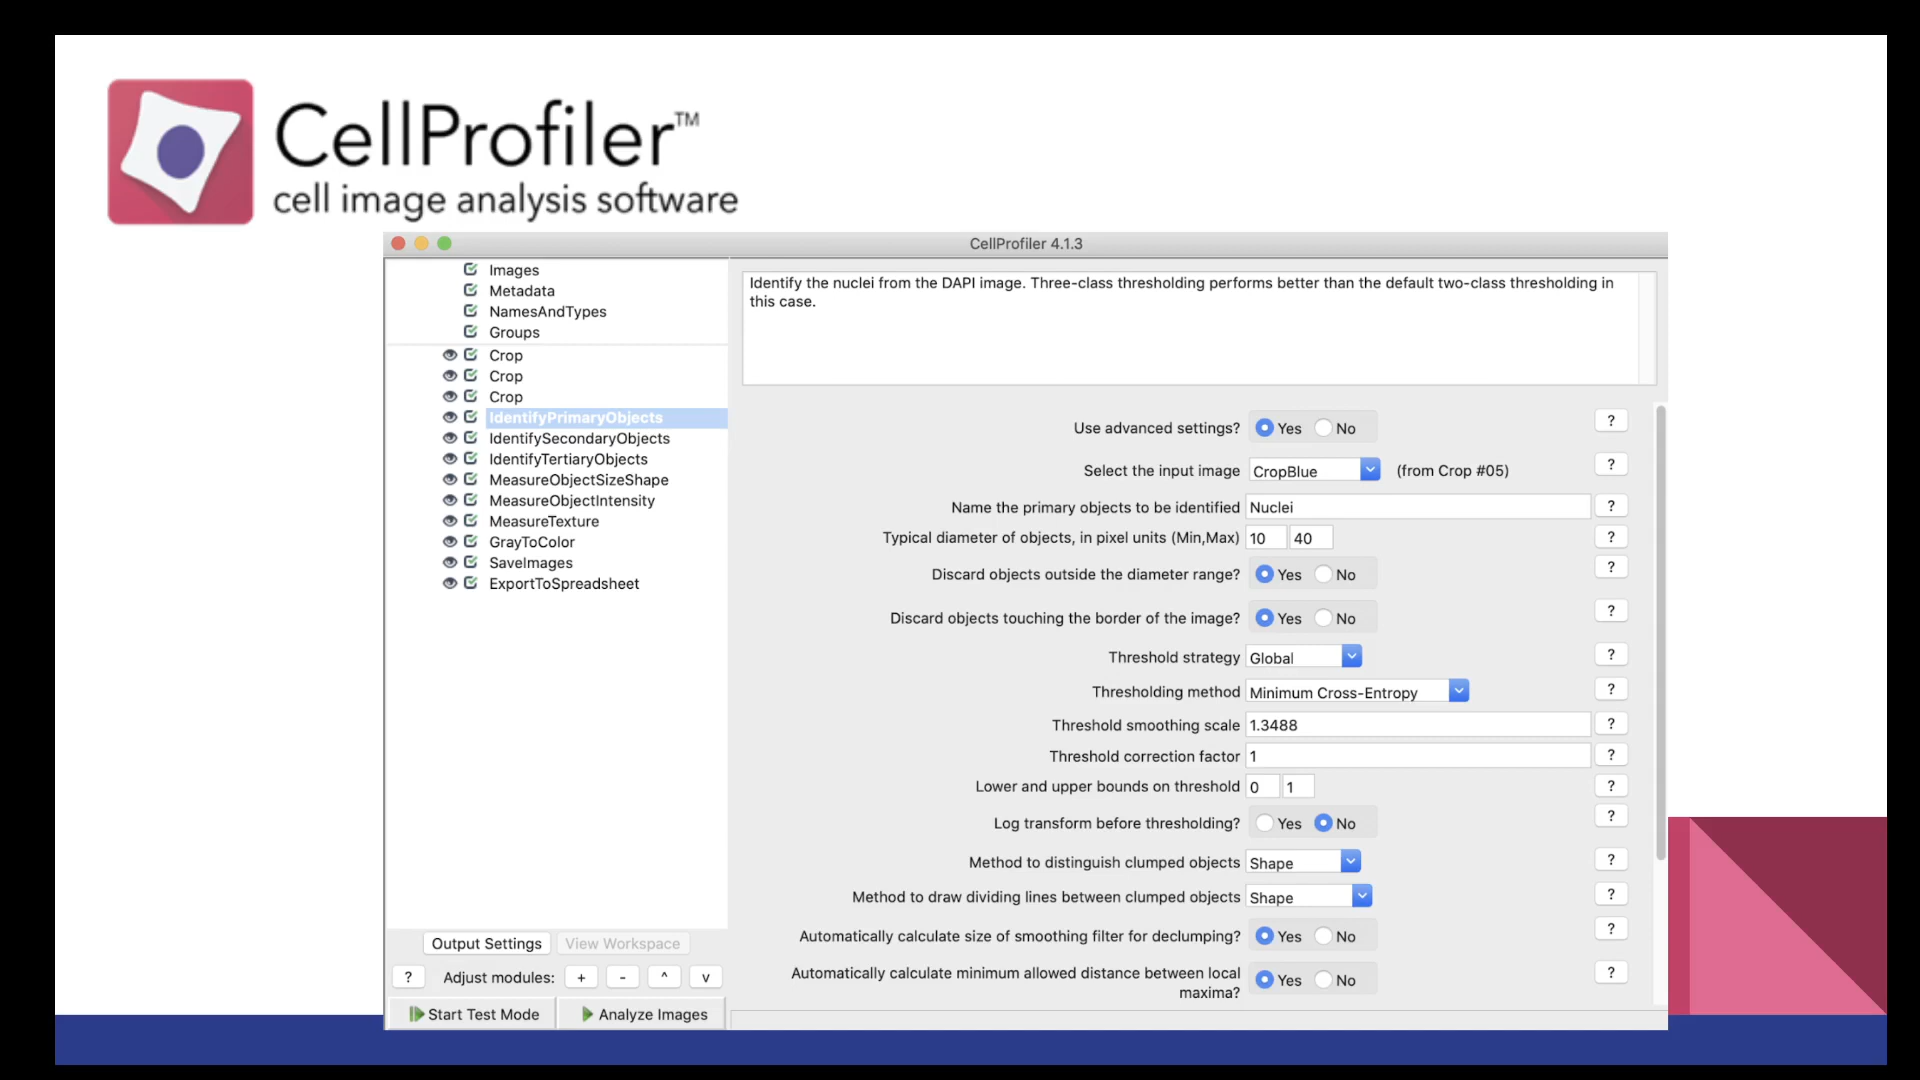 CellProfiler™
cell image analysis software
CellProfiler 4.1.3
Images
Metadata
NamesAndTypes
Groups
Crop
Crop
Crop
IdentifyPrimaryObjects
IdentifySecondaryObjects
IdentifyTertiaryObjects
MeasureObjectSizeShape
MeasureObjectIntensity
MeasureTexture
GrayToColor
SaveImages
ExportToSpreadsheet
Output Settings View Workspace
? Adjust modules: + - ^ v
Start Test Mode Analyze Images
Identify the nuclei from the DAPI image. Three-class thresholding performs better than the default two-class thresholding in
this case.
Use advanced settings? Yes No ?
Select the input image CropBlue (from Crop #05) ?
Name the primary objects to be identified Nuclei ?
Typical diameter of objects, in pixel units (Min,Max) 10 40 ?
Discard objects outside the diameter range? Yes No ?
Discard objects touching the border of the image? Yes No ?
Threshold strategy Global ?
Thresholding method Minimum Cross-Entropy ?
Threshold smoothing scale 1.3488 ?
Threshold correction factor 1 ?
Lower and upper bounds on threshold 0 1 ?
Log transform before thresholding? Yes No ?
Method to distinguish clumped objects Shape ?
Method to draw dividing lines between clumped objects Shape ?
Automatically calculate size of smoothing filter for declumping? Yes No ?
Automatically calculate minimum allowed distance between local
maxima? Yes No ?